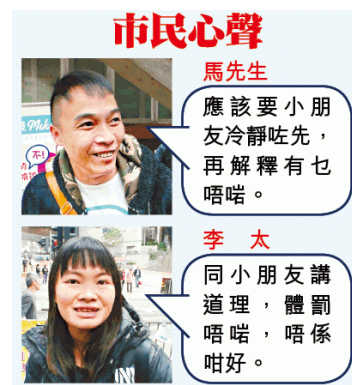 市民心聲
馬先生
應該要小朋
友冷靜咗先，
再解釋有乜
唔啱。
不!
李 太
同小朋友講
道理，體罰
唔啱，唔係
咁好。